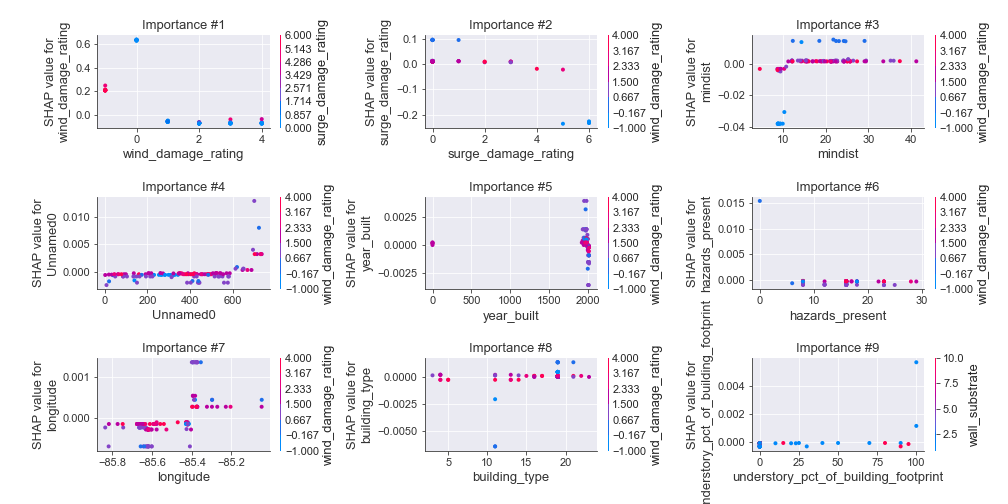 Importance #1
SHAP value for
wind_damage_rating
0.6
0.4
0.2
0.0
0
2
4
wind_damage_rating
6.000
5.143
4.286
3.429
2.571
1.714
0.857
0.000
surge_damage_rating
Importance #2
SHAP value for
surge_damage_rating
0.1
0.0
−0.1
−0.2
0
2
4
6
surge_damage_rating
4.000
3.167
2.333
1.500
0.667
−0.167
−1.000
wind_damage_rating
Importance #3
SHAP value for
mindist
0.00
−0.02
−0.04
10
20
30
40
mindist
4.000
3.167
2.333
1.500
0.667
−0.167
−1.000
wind_damage_rating
Importance #4
SHAP value for
Unnamed0
0.010
0.005
0.000
0
200
400
600
Unnamed0
4.000
3.167
2.333
1.500
0.667
−0.167
−1.000
wind_damage_rating
Importance #5
SHAP value for
year_built
0.0025
0.0000
−0.0025
0
500
1000
1500
2000
year_built
4.000
3.167
2.333
1.500
0.667
−0.167
−1.000
wind_damage_rating
Importance #6
SHAP value for
hazards_present
0.015
0.010
0.005
0.000
0
10
20
30
hazards_present
4.000
3.167
2.333
1.500
0.667
−0.167
−1.000
wind_damage_rating
Importance #7
SHAP value for
longitude
0.001
0.000
−85.8
−85.6
−85.4
−85.2
longitude
4.000
3.167
2.333
1.500
0.667
−0.167
−1.000
wind_damage_rating
Importance #8
SHAP value for
building_type
0.0000
−0.0025
−0.0050
5
10
15
20
building_type
4.000
3.167
2.333
1.500
0.667
−0.167
−1.000
wind_damage_rating
Importance #9
SHAP value for
nderstory_pct_of_building_footprint
0.004
0.002
0.000
0
25
50
75
100
understory_pct_of_building_footprint
10.0
7.5
5.0
2.5
wall_substrate